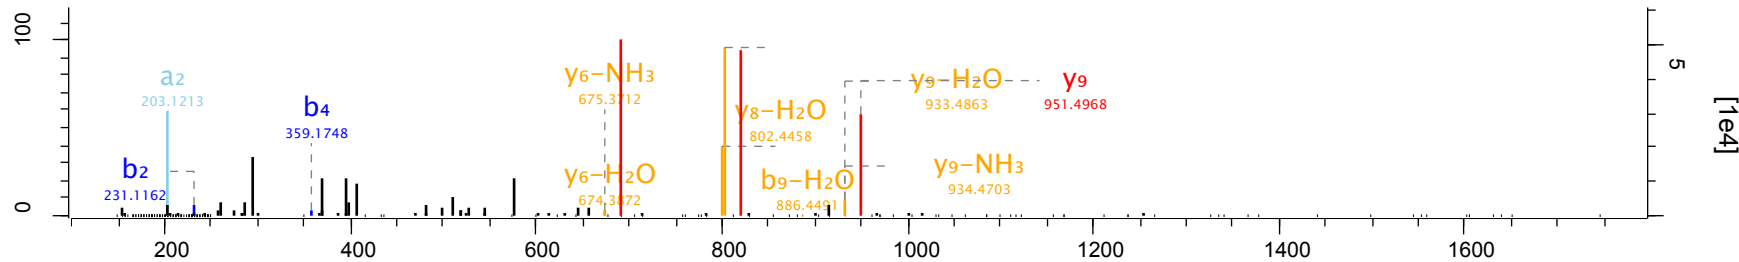 100
0
b2
231.1162
a2
203.1213
b4
359.1748
y6-NH3
675.3712
y6-H2O
674.3872
y8-H2O
802.4458
b9-H2O
886.4491
y9-H2O
933.4863
y9
951.4968
y9-NH3
934.4703
5
[1e4]
200 400 600 800 1000 1200 1400 1600